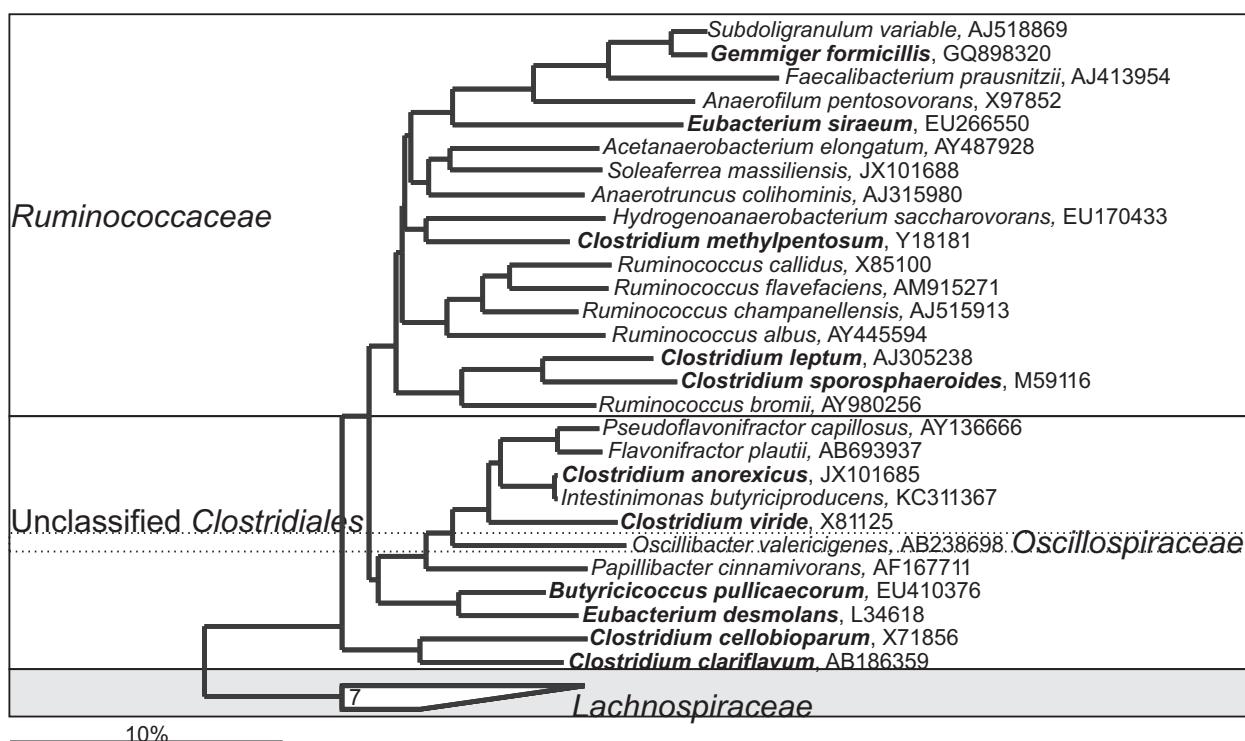 Subdoligranulum variable, AJ518869
Gemmiger formicillis, GQ898320
Faecalibacterium prausnitzii, AJ413954
Anaerofilum pentosovorans, X97852
Eubacterium siraeum, EU266550
Acetanaerobacterium elongatum, AY487928
Soleaferrea massiliensis, JX101688
Anaerotruncus colihominis, AJ315980
Ruminococcaceae
Hydrogenoanaerobacterium saccharovorans, EU170433
Clostridium methylpentosum, Y18181
Ruminococcus callidus, X85100
Ruminococcus flavefaciens, AM915271
Ruminococcus champanellensis, AJ515913
Ruminococcus albus, AY445594
Clostridium leptum, AJ305238
Clostridium sporosphaeroides, M59116
Ruminococcus bromii, AY980256
Pseudoflavonifractor capillosus, AY136666
Flavonifractor plautii, AB693937
Clostridium anorexicus, JX101685
Intestinimonas butyriciproducens, KC311367
Unclassified Clostridiales
Clostridium viride, X81125
Oscillibacter valericigenes, AB238698 Oscillospiraceae
Papillibacter cinnamivorans, AF167711
Butyricicoccus pullicaecorum, EU410376
Eubacterium desmolans, L34618
Clostridium cellobioparum, X71856
Clostridium clariflavum, AB186359
7
Lachnospiraceae
10%